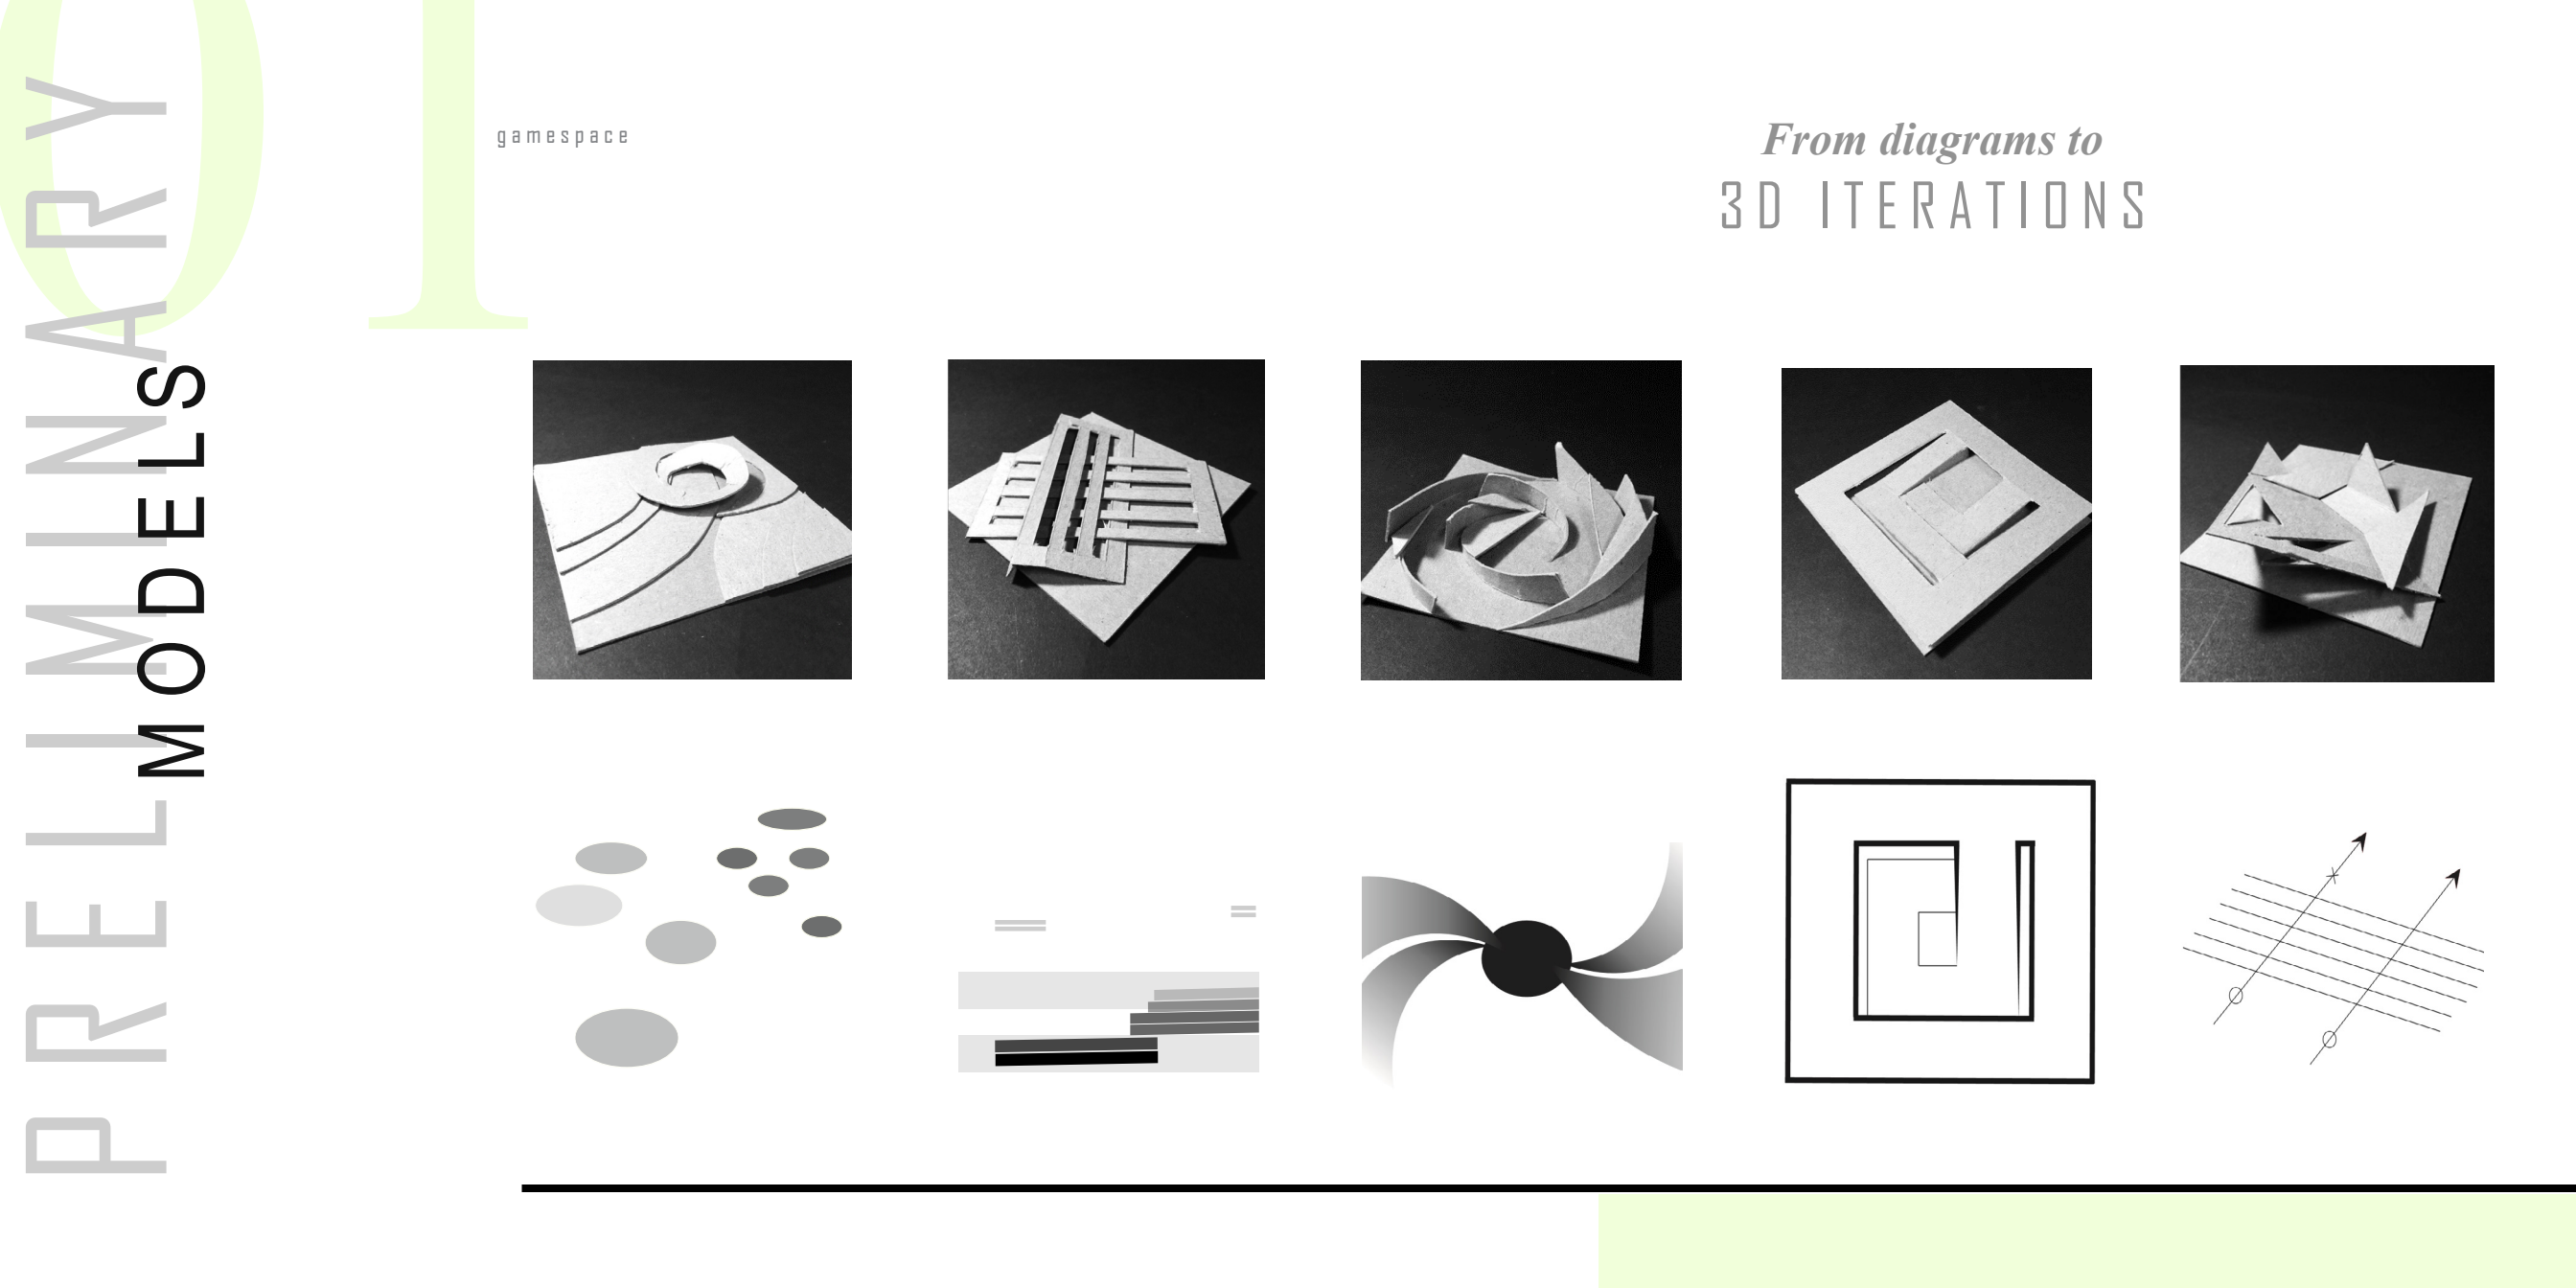 01
PRELIMINARY
MODELS
gamespace
From diagrams to
3D ITERATIONS